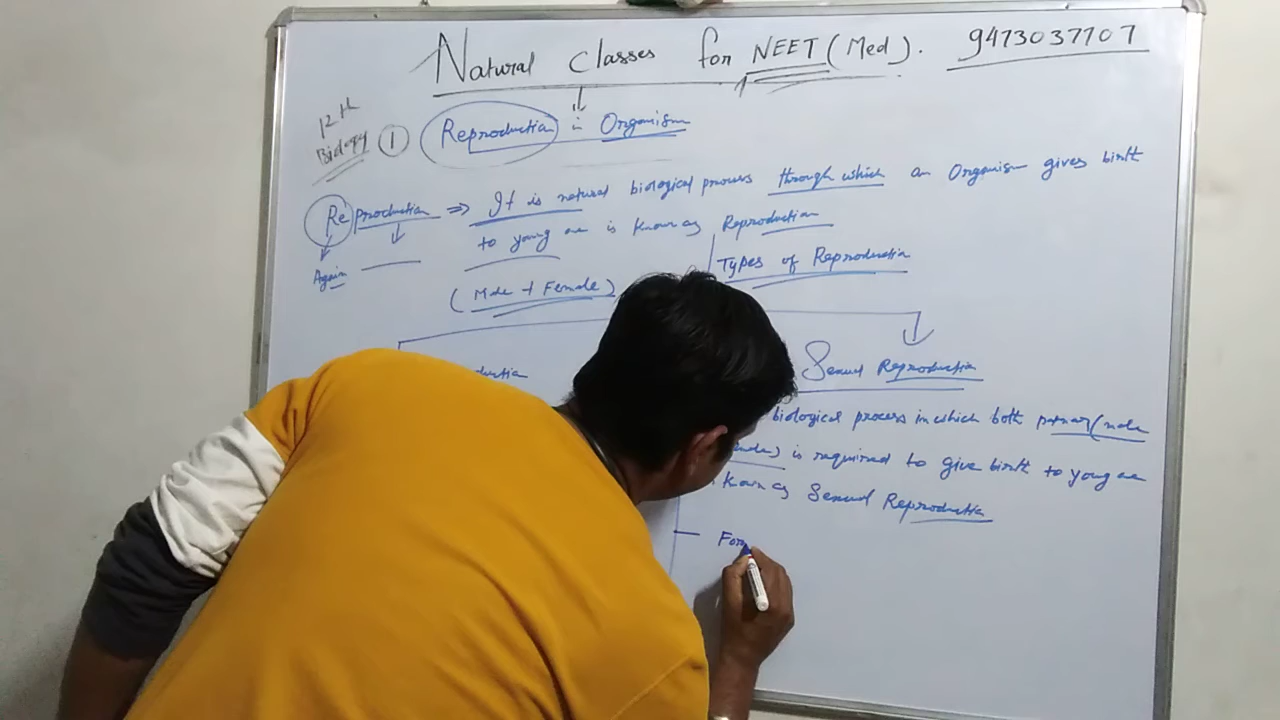 Natural Classes for NEET (Med). 9473037707
12th
Biology
① Reproduction in Organism
Reproduction ⇒ It is natural biological process through which an Organism gives birth
to young one is known as Reproduction
Again
Types of Reproduction
(Male + Female)
duction
Sexual Reproduction
biological process in which both (male
male) is required to give birth to young one
known as Sexual Reproduction
— For